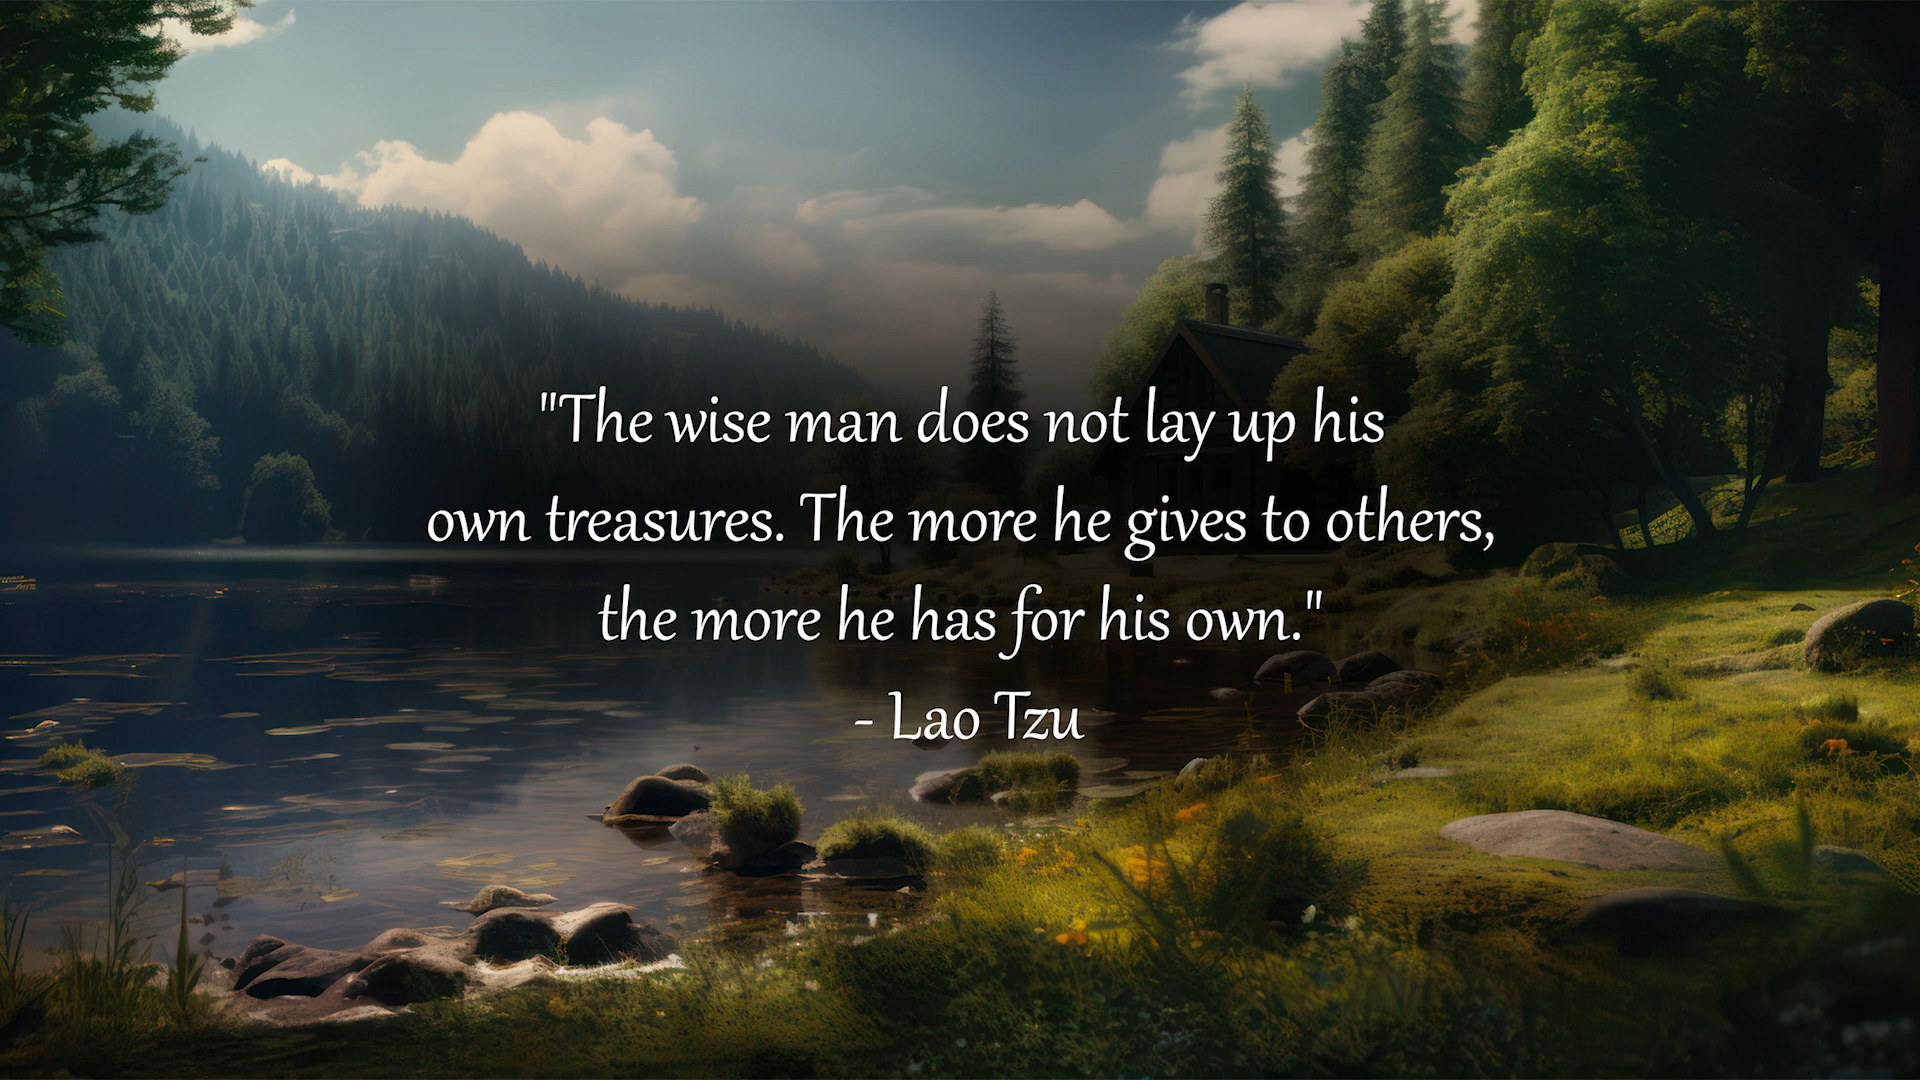 "The wise man does not lay up his
own treasures. The more he gives to others,
the more he has for his own."
- Lao Tzu